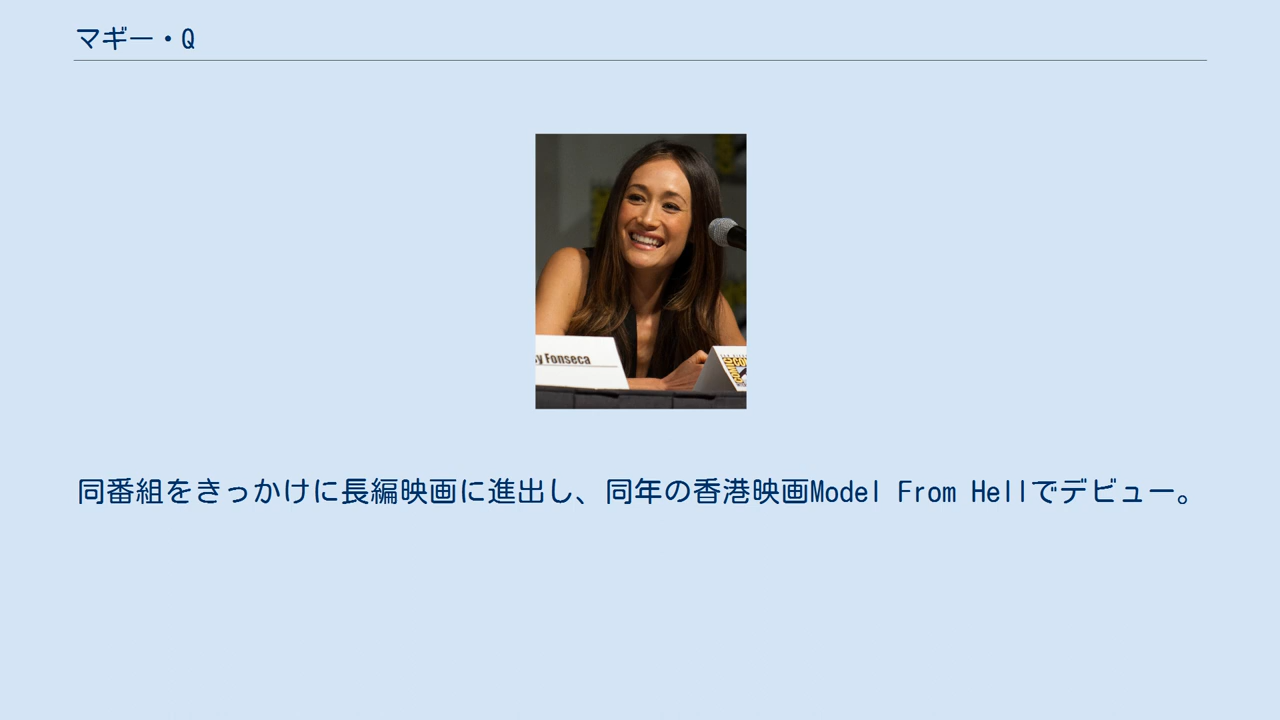 マギー・Q
y Fonseca
同番組をきっかけに長編映画に進出し、同年の香港映画Model From Hellでデビュー。